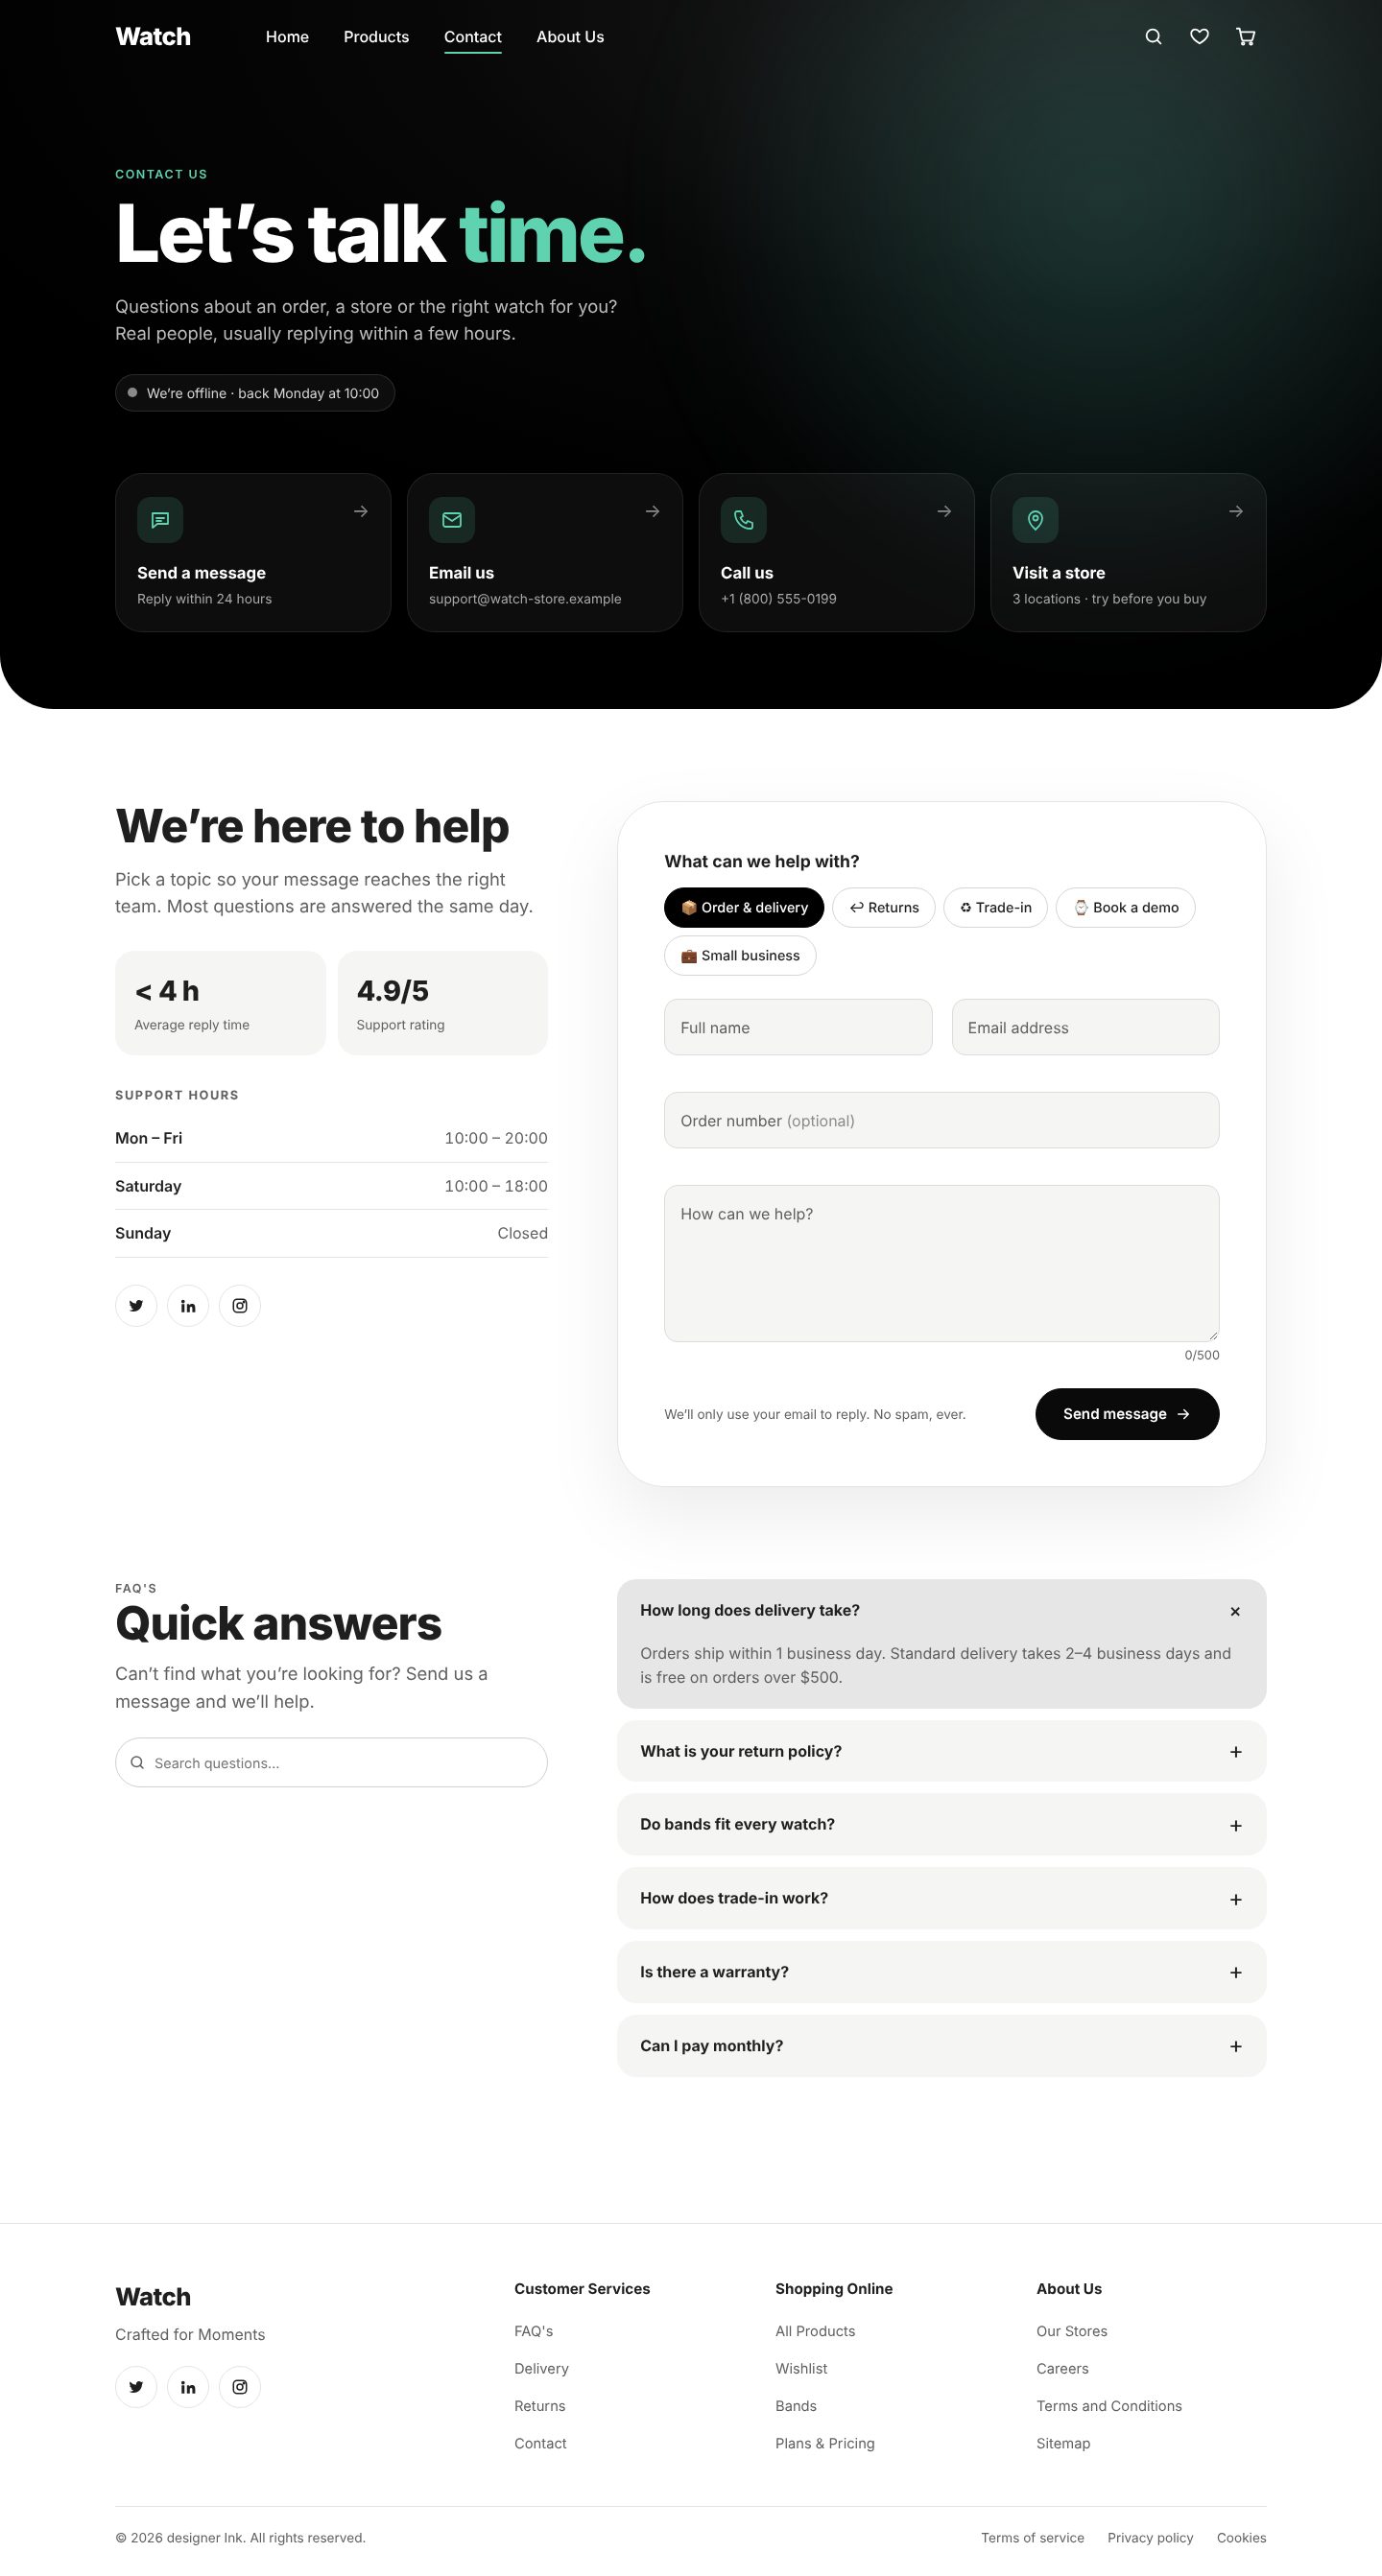 Watch
Home
Products
Contact
About Us
CONTACT US
Let’s talk time.
Questions about an order, a store or the right watch for you?
Real people, usually replying within a few hours.
We’re offline · back Monday at 10:00
Send a message
Reply within 24 hours
Email us
support@watch-store.example
Call us
+1 (800) 555-0199
Visit a store
3 locations · try before you buy
We’re here to help
Pick a topic so your message reaches the right
team. Most questions are answered the same day.
< 4 h
Average reply time
4.9/5
Support rating
SUPPORT HOURS
Mon – Fri
10:00 – 20:00
Saturday
10:00 – 18:00
Sunday
Closed
What can we help with?
📦 Order & delivery
↩ Returns
♻ Trade-in
⌚ Book a demo
💼 Small business
Full name
Email address
Order number (optional)
How can we help?
0/500
We’ll only use your email to reply. No spam, ever.
Send message →
FAQ'S
Quick answers
Can’t find what you’re looking for? Send us a
message and we’ll help.
Search questions...
How long does delivery take?
Orders ship within 1 business day. Standard delivery takes 2–4 business days and
is free on orders over $500.
What is your return policy?
Do bands fit every watch?
How does trade-in work?
Is there a warranty?
Can I pay monthly?
Watch
Crafted for Moments
Customer Services
FAQ's
Delivery
Returns
Contact
Shopping Online
All Products
Wishlist
Bands
Plans & Pricing
About Us
Our Stores
Careers
Terms and Conditions
Sitemap
© 2026 designer Ink. All rights reserved.
Terms of service
Privacy policy
Cookies